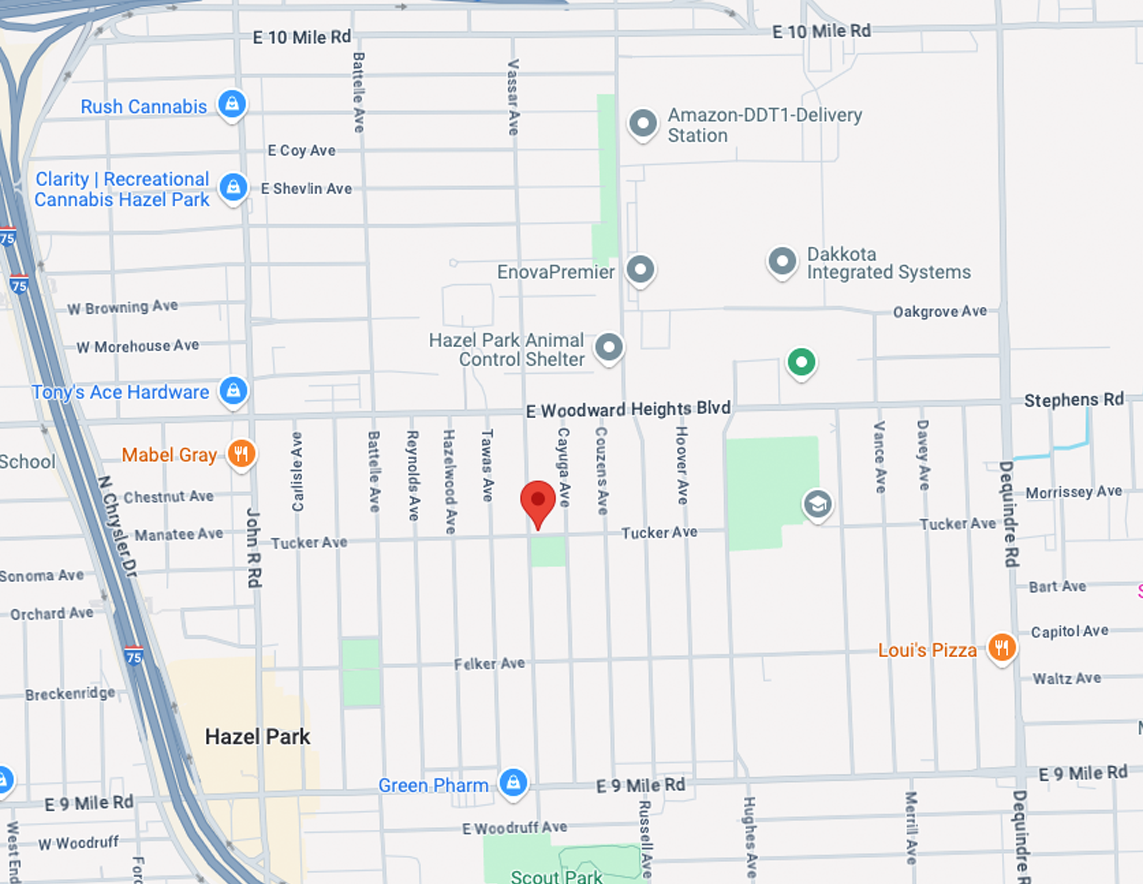 E 10 Mile Rd
E 10 Mile Rd
Battelle Ave
Vassar Ave
Rush Cannabis
Amazon-DDT1-Delivery
Station
E Coy Ave
Clarity | Recreational
Cannabis Hazel Park
E Shevlin Ave
75
75
EnovaPremier
Dakkota
Integrated Systems
W Browning Ave
Oakgrove Ave
W Morehouse Ave
Hazel Park Animal
Control Shelter
Tony's Ace Hardware
E Woodward Heights Blvd
Stephens Rd
School
Mabel Gray
Carlisle Ave
Battelle Ave
Reynolds Ave
Hazelwood Ave
Tawas Ave
Cayuga Ave
Couzens Ave
Hoover Ave
Vance Ave
Davey Ave
N Chrysler Dr
Chestnut Ave
Morrissey Ave
Dequindre Rd
John R Rd
Manatee Ave
Tucker Ave
Tucker Ave
Tucker Ave
Sonoma Ave
Bart Ave
S
Orchard Ave
Capitol Ave
75
Felker Ave
Loui's Pizza
Breckenridge
Waltz Ave
Hazel Park
N
Green Pharm
E 9 Mile Rd
E 9 Mile Rd
E 9 Mile Rd
West End
W Woodruff
Ford
E Woodruff Ave
Russell Ave
Hughes Ave
Merrill Ave
Dequindre R
Scout Park